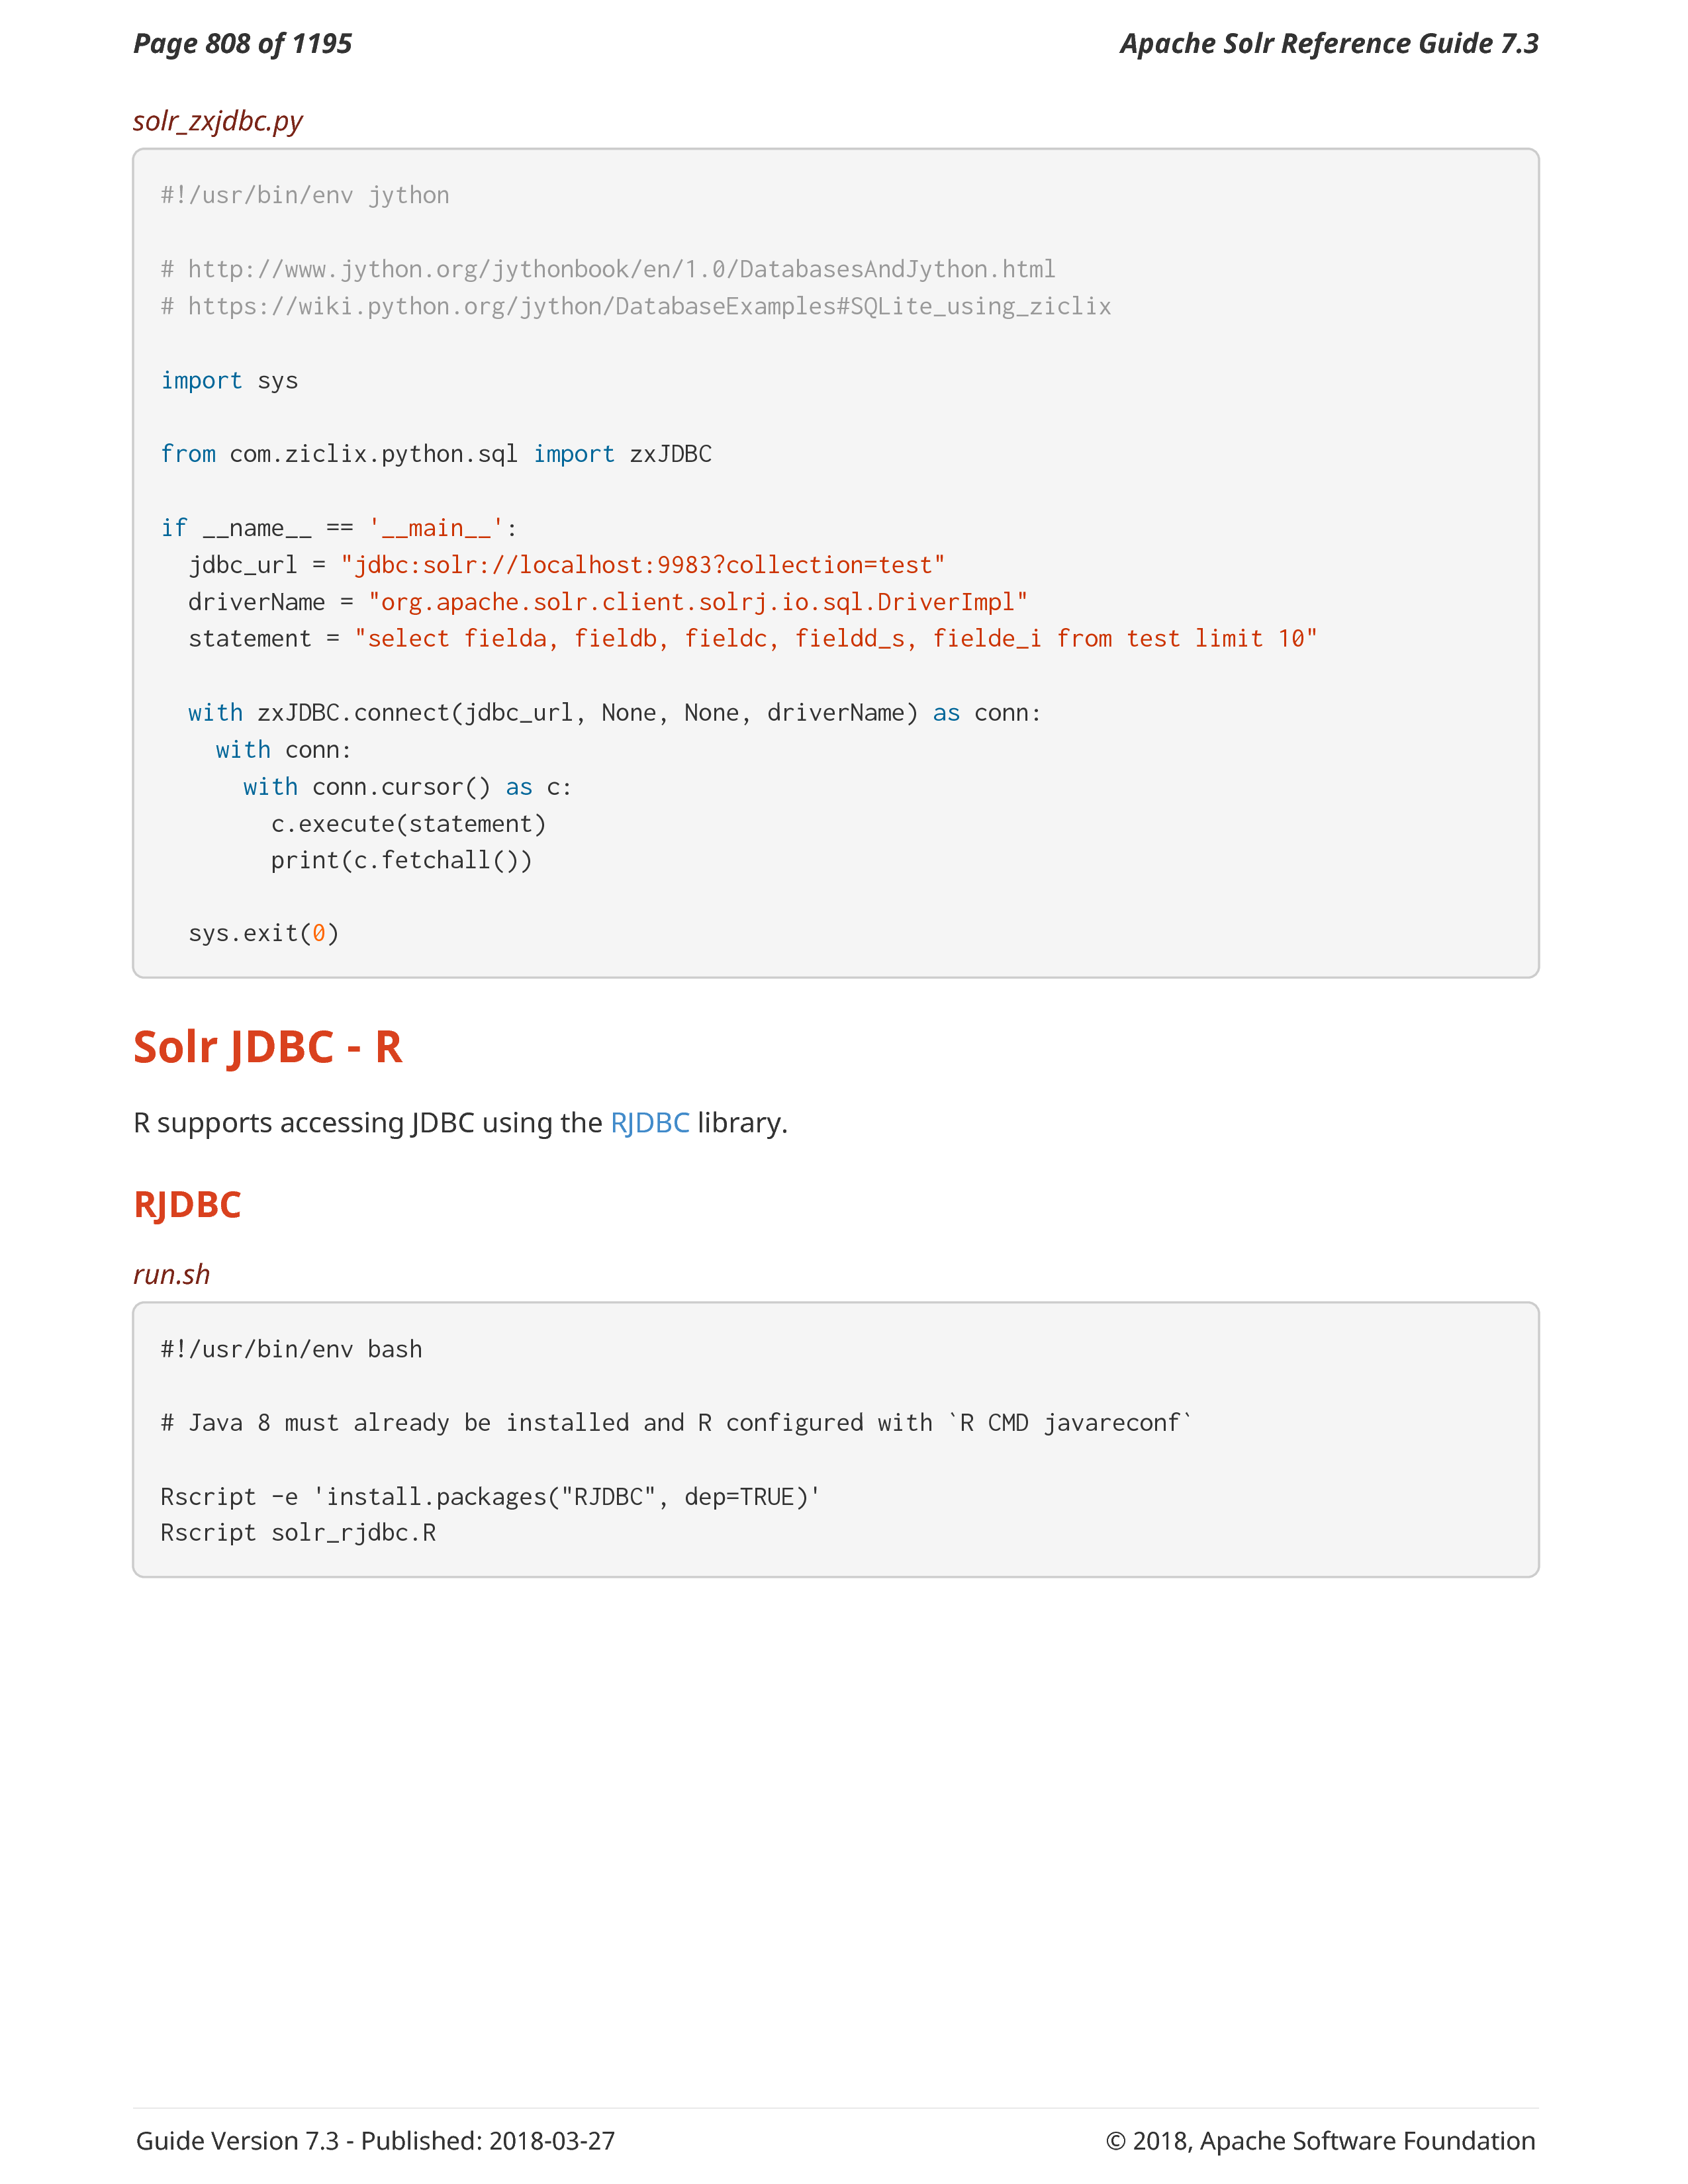 Page 808 of 1195
Apache Solr Reference Guide 7.3
solr_zxjdbc.py
#!/usr/bin/env jython
# http://www.jython.org/jythonbook/en/1.0/DatabasesAndJython.html
# https://wiki.python.org/jython/DatabaseExamples#SQLite_using_ziclix
import sys
from com.ziclix.python.sql import zxJDBC
if __name__ == '__main__':
  jdbc_url = "jdbc:solr://localhost:9983?collection=test"
  driverName = "org.apache.solr.client.solrj.io.sql.DriverImpl"
  statement = "select fielda, fieldb, fieldc, fieldd_s, fielde_i from test limit 10"
  with zxJDBC.connect(jdbc_url, None, None, driverName) as conn:
    with conn:
      with conn.cursor() as c:
        c.execute(statement)
        print(c.fetchall())
  sys.exit(0)
Solr JDBC - R
R supports accessing JDBC using the RJDBC library.
RJDBC
run.sh
#!/usr/bin/env bash
# Java 8 must already be installed and R configured with `R CMD javareconf`
Rscript -e 'install.packages("RJDBC", dep=TRUE)'
Rscript solr_rjdbc.R
Guide Version 7.3 - Published: 2018-03-27
© 2018, Apache Software Foundation